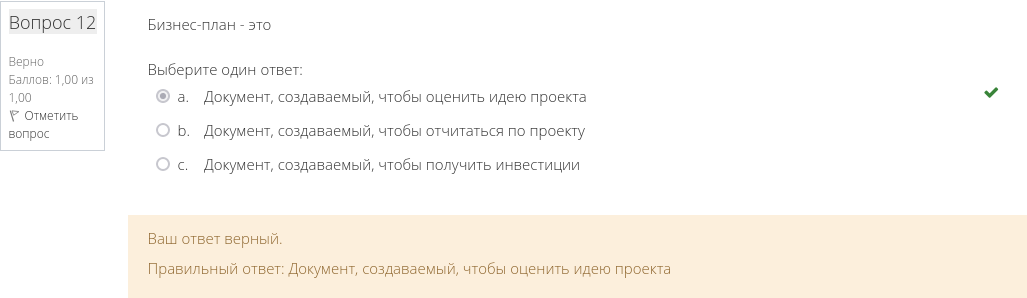 Вопрос 12
Верно
Баллов: 1,00 из
1,00
Отметить
вопрос
Бизнес-план - это
Выберите один ответ:
a. Документ, создаваемый, чтобы оценить идею проекта
b. Документ, создаваемый, чтобы отчитаться по проекту
c. Документ, создаваемый, чтобы получить инвестиции
Ваш ответ верный.
Правильный ответ: Документ, создаваемый, чтобы оценить идею проекта